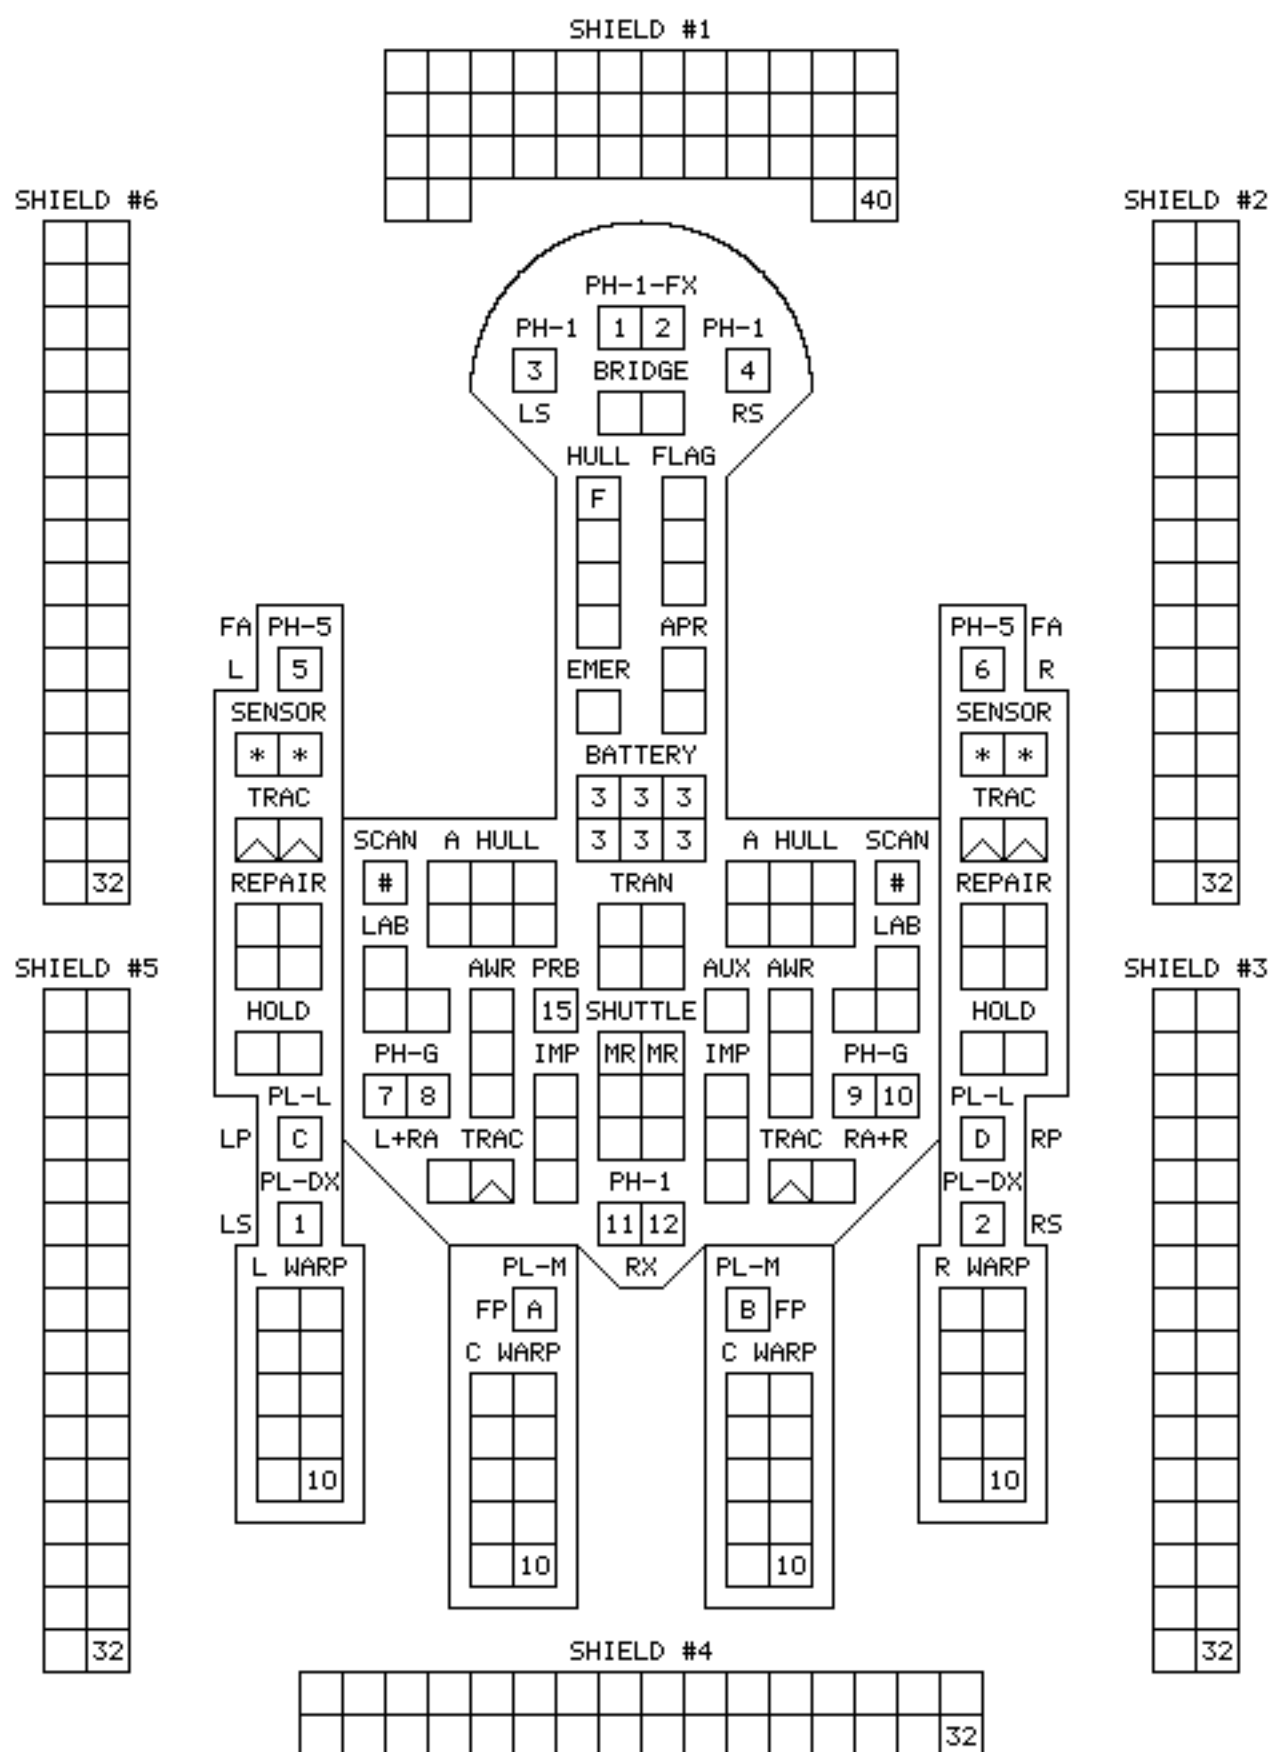 SHIELD #1
40
SHIELD #6
SHIELD #2
PH-1-FX
PH-1 1 2 PH-1
3 BRIDGE 4
LS RS
HULL FLAG
F
FA PH-5 APR PH-5 FA
L 5 EMER 6 R
SENSOR SENSOR
* * BATTERY * *
TRAC 3 3 3 TRAC
SCAN A HULL 3 3 3 A HULL SCAN
32 REPAIR # TRAN # REPAIR 32
LAB LAB
SHIELD #5 AWR PRB AUX AWR SHIELD #3
HOLD 15 SHUTTLE HOLD
PH-G IMP MR MR IMP PH-G
PL-L 7 8 9 10 PL-L
LP C L+RA TRAC TRAC RA+R D RP
PL-DX PH-1 PL-DX
LS 1 11 12 2 RS
L WARP PL-M RX PL-M R WARP
FP A B FP
C WARP C WARP
10 10
10 10
32 SHIELD #4 32
32